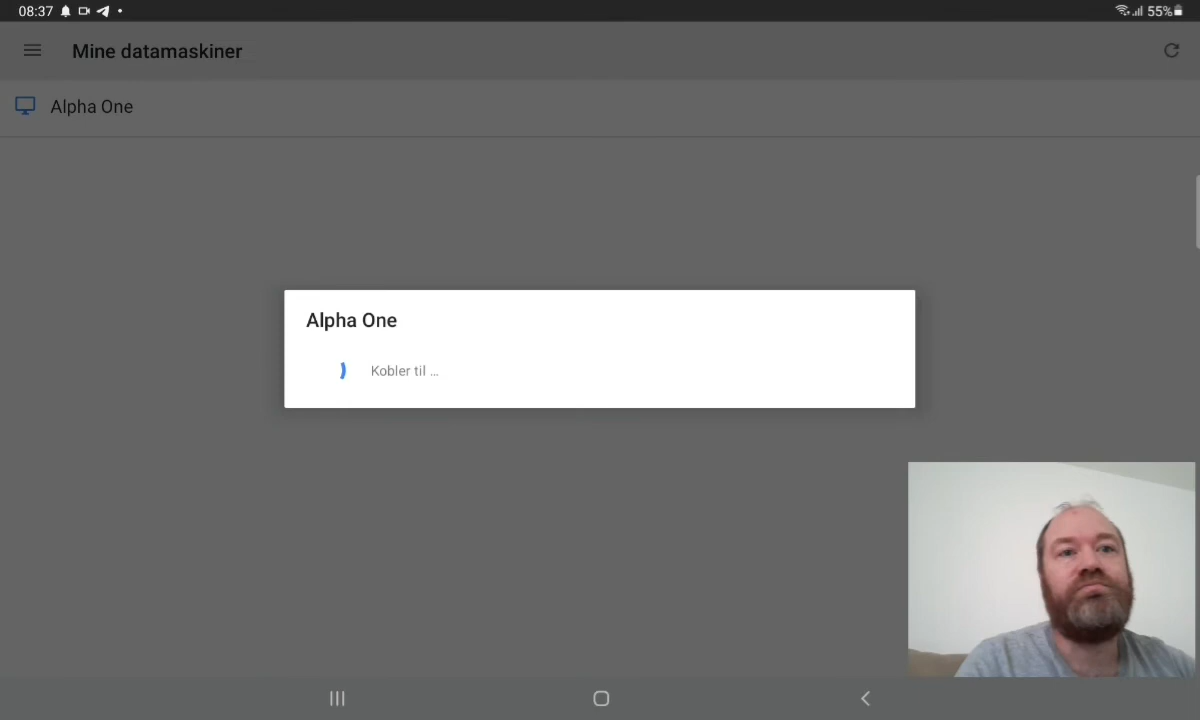 08:37
55%
Mine datamaskiner
Alpha One
Alpha One
Kobler til ...